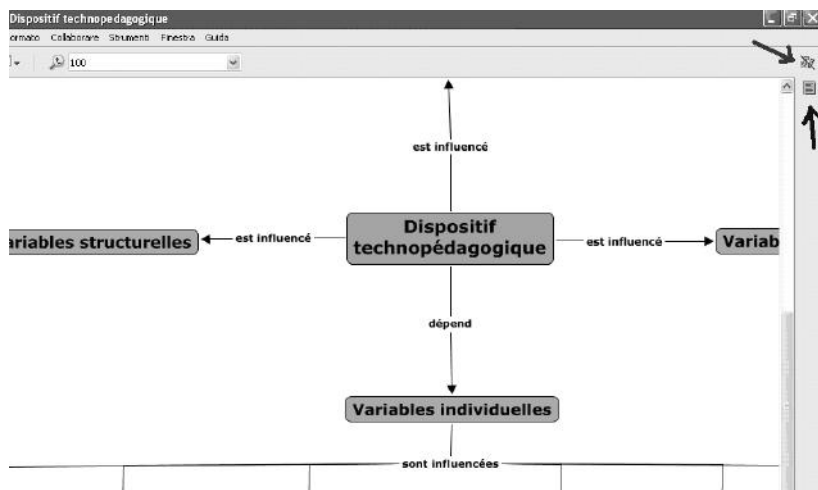 Dispositif technopedagogique
ormato Collaborare Strumenti Finestra Guida
100
est influencé
ariables structurelles
est influencé
Dispositif
technopédagogique
est influencé
Variab
dépend
Variables individuelles
sont influencées